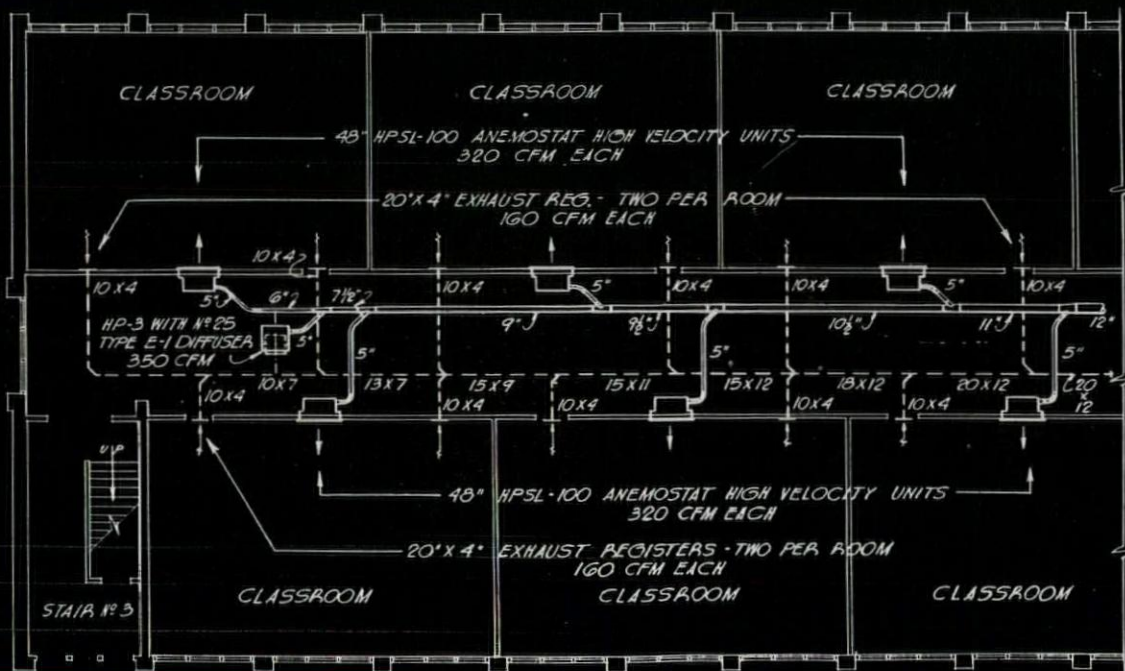 CLASSROOM
CLASSROOM
CLASSROOM
48" HPSL-100 ANEMOSTAT HIGH VELOCITY UNITS
320 CFM EACH
20"X 4" EXHAUST REG. - TWO PER ROOM
160 CFM EACH
10X4
10X4
10X4
10X4
10X4
10X4
5"
6"
7½"
5"
5"
HP-3 WITH Nº 25
TYPE E-1 DIFFUSER
350 CFM
5"
9"
9½"
10½"
11"
12"
5"
5"
5"
10X7
13X7
15X9
15X11
15X12
18X12
20X12
20
X
12
10X4
10X4
10X4
10X4
10X4
UP
48" HPSL-100 ANEMOSTAT HIGH VELOCITY UNITS
320 CFM EACH
20"X 4" EXHAUST REGISTERS - TWO PER ROOM
160 CFM EACH
CLASSROOM
CLASSROOM
CLASSROOM
STAIR Nº 3